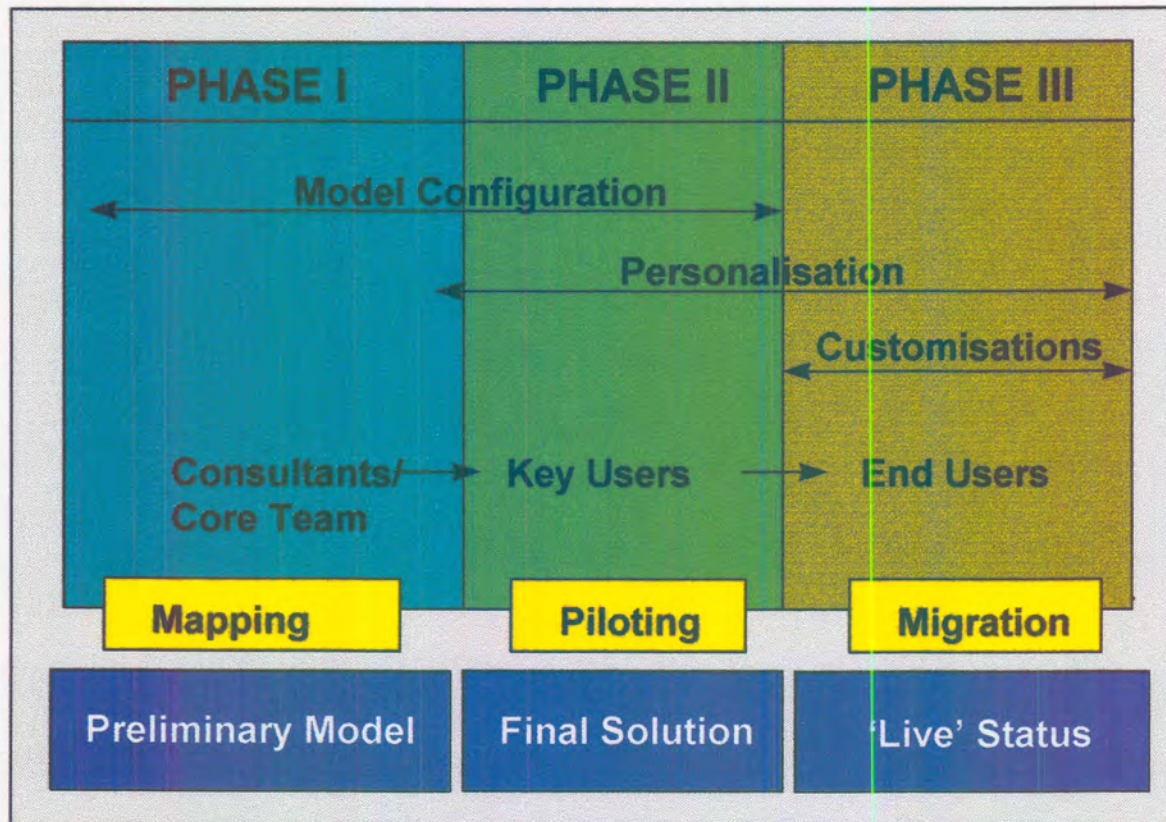 PHASE I
PHASE II
PHASE III
Model Configuration
Personalisation
Customisations
Consultants/
Core Team
Key Users
End Users
Mapping
Piloting
Migration
Preliminary Model
Final Solution
‘Live’ Status